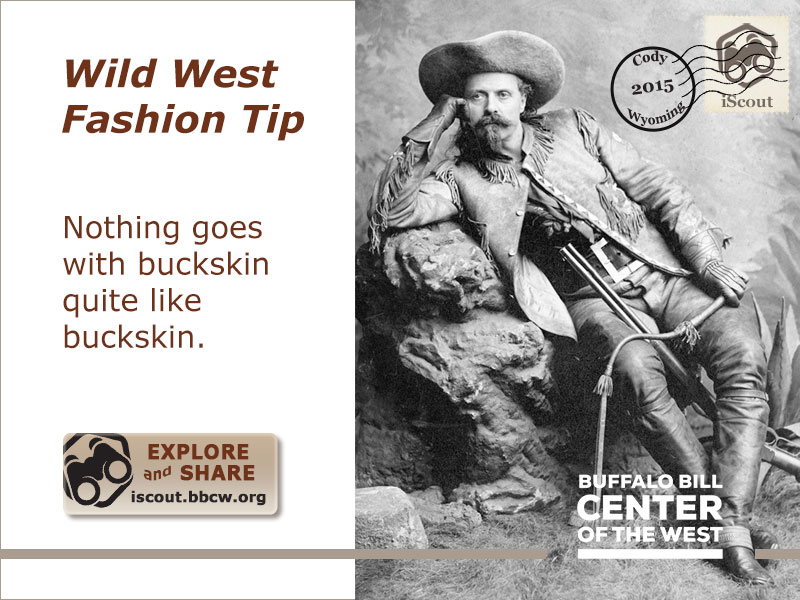 Wild West
Fashion Tip
Nothing goes
with buckskin
quite like
buckskin.
EXPLORE
and SHARE
iscout.bbcw.org
Cody
2015
Wyoming
iScout
BUFFALO BILL
CENTER
OF THE WEST